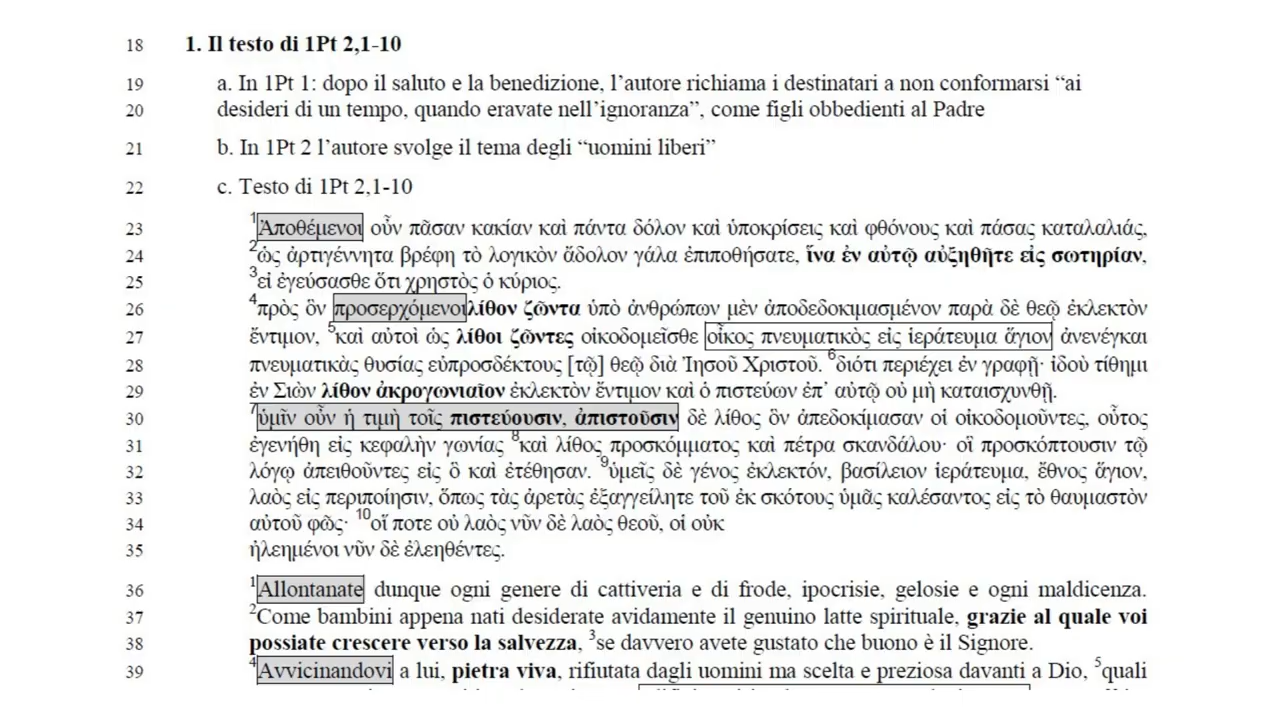 18 1. Il testo di 1Pt 2,1-10
19 a. In 1Pt 1: dopo il saluto e la benedizione, l’autore richiama i destinatari a non conformarsi “ai
20 desideri di un tempo, quando eravate nell’ignoranza”, come figli obbedienti al Padre
21 b. In 1Pt 2 l’autore svolge il tema degli “uomini liberi”
22 c. Testo di 1Pt 2,1-10
23 1Ἀποθέμενοι οὖν πᾶσαν κακίαν καὶ πάντα δόλον καὶ ὑποκρίσεις καὶ φθόνους καὶ πάσας καταλαλιάς,
24 2ὡς ἀρτιγέννητα βρέφη τὸ λογικὸν ἄδολον γάλα ἐπιποθήσατε, ἵνα ἐν αὐτῷ αὐξηθῆτε εἰς σωτηρίαν,
25 3εἰ ἐγεύσασθε ὅτι χρηστὸς ὁ κύριος.
26 4πρὸς ὃν προσερχόμενοι λίθον ζῶντα ὑπὸ ἀνθρώπων μὲν ἀποδεδοκιμασμένον παρὰ δὲ θεῷ ἐκλεκτὸν
27 ἔντιμον, 5καὶ αὐτοὶ ὡς λίθοι ζῶντες οἰκοδομεῖσθε οἶκος πνευματικὸς εἰς ἱεράτευμα ἅγιον ἀνενέγκαι
28 πνευματικὰς θυσίας εὐπροσδέκτους [τῷ] θεῷ διὰ Ἰησοῦ Χριστοῦ. 6διότι περιέχει ἐν γραφῇ· ἰδοὺ τίθημι
29 ἐν Σιὼν λίθον ἀκρογωνιαῖον ἐκλεκτὸν ἔντιμον καὶ ὁ πιστεύων ἐπ’ αὐτῷ οὐ μὴ καταισχυνθῇ.
30 7ὑμῖν οὖν ἡ τιμὴ τοῖς πιστεύουσιν, ἀπιστοῦσιν δὲ λίθος ὃν ἀπεδοκίμασαν οἱ οἰκοδομοῦντες, οὗτος
31 ἐγενήθη εἰς κεφαλὴν γωνίας 8καὶ λίθος προσκόμματος καὶ πέτρα σκανδάλου· οἳ προσκόπτουσιν τῷ
32 λόγῳ ἀπειθοῦντες εἰς ὃ καὶ ἐτέθησαν. 9ὑμεῖς δὲ γένος ἐκλεκτόν, βασίλειον ἱεράτευμα, ἔθνος ἅγιον,
33 λαὸς εἰς περιποίησιν, ὅπως τὰς ἀρετὰς ἐξαγγείλητε τοῦ ἐκ σκότους ὑμᾶς καλέσαντος εἰς τὸ θαυμαστὸν
34 αὐτοῦ φῶς· 10οἵ ποτε οὐ λαὸς νῦν δὲ λαὸς θεοῦ, οἱ οὐκ
35 ἠλεημένοι νῦν δὲ ἐλεηθέντες.
36 1Allontanate dunque ogni genere di cattiveria e di frode, ipocrisie, gelosie e ogni maldicenza.
37 2Come bambini appena nati desiderate avidamente il genuino latte spirituale, grazie al quale voi
38 possiate crescere verso la salvezza, 3se davvero avete gustato che buono è il Signore.
39 4Avvicinandovi a lui, pietra viva, rifiutata dagli uomini ma scelta e preziosa davanti a Dio, 5quali